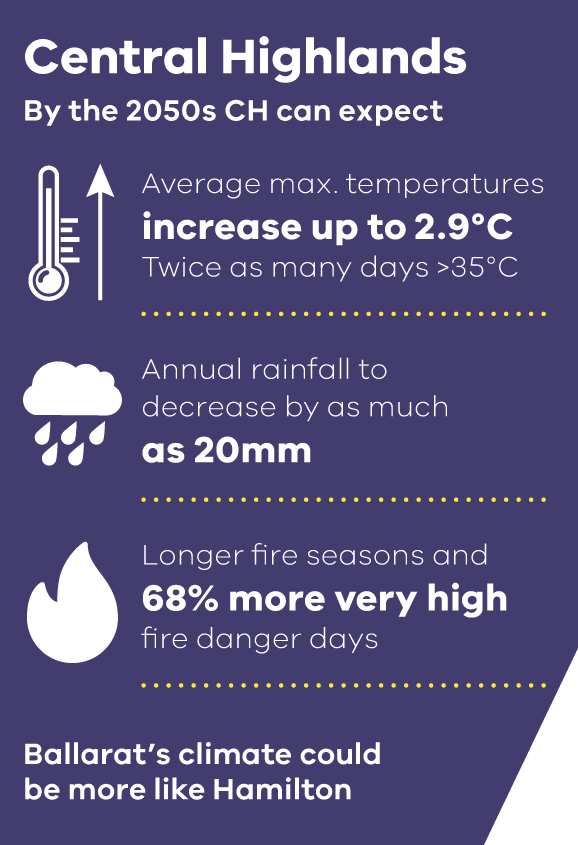 Central Highlands
By the 2050s CH can expect
Average max. temperatures
increase up to 2.9°C
Twice as many days >35°C
Annual rainfall to
decrease by as much
as 20mm
Longer fire seasons and
68% more very high
fire danger days
Ballarat's climate could
be more like Hamilton